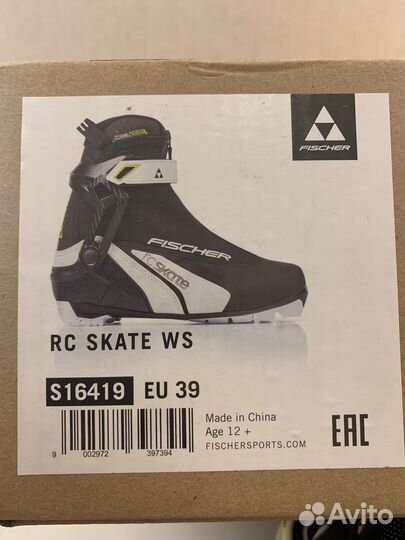 FISCHER
FISCHER
rc skate
RC SKATE WS
S16419 EU 39
Made in China
Age 12 +
FISCHERSPORTS.COM
EAC
9 002972 397394
Avito